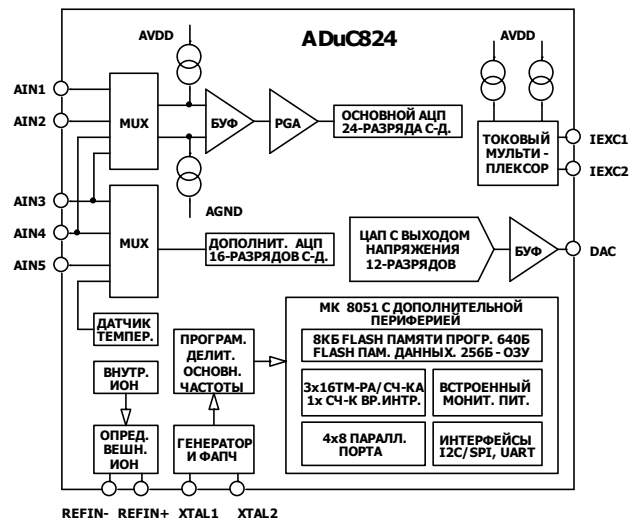 ADuC824
AVDD
AVDD
AIN1
AIN2
AIN3
AIN4
AIN5
MUX
БУФ
PGA
ОСНОВНОЙ АЦП
24-РАЗРЯДА С-Д.
ТОКОВЫЙ
МУЛЬТИ -
ПЛЕКСОР
IEXC1
IEXC2
AGND
MUX
ДОПОЛНИТ. АЦП
16-РАЗРЯДОВ С-Д.
ЦАП С ВЫХОДОМ
НАПРЯЖЕНИЯ
12-РАЗРЯДОВ
БУФ
DAC
ДАТЧИК
ТЕМПЕР.
ВНУТР.
ИОН
ОПРЕД.
ВЕШН.
ИОН
ПРОГРАМ.
ДЕЛИТ.
ОСНОВН.
ЧАСТОТЫ
ГЕНЕРАТОР
И ФАПЧ
МК 8051 С ДОПОЛНИТЕЛЬНОЙ
ПЕРИФЕРИЕЙ
8КБ FLASH ПАМЯТИ ПРОГР. 640Б
FLASH ПАМ. ДАННЫХ. 256Б - ОЗУ
3х16ТМ-РА/СЧ-КА
1х СЧ-К ВР.ИНТР.
ВСТРОЕННЫЙ
МОНИТ. ПИТ.
4х8 ПАРАЛЛ.
ПОРТА
ИНТЕРФЕЙСЫ
I2C/SPI, UART
REFIN- REFIN+ XTAL1 XTAL2